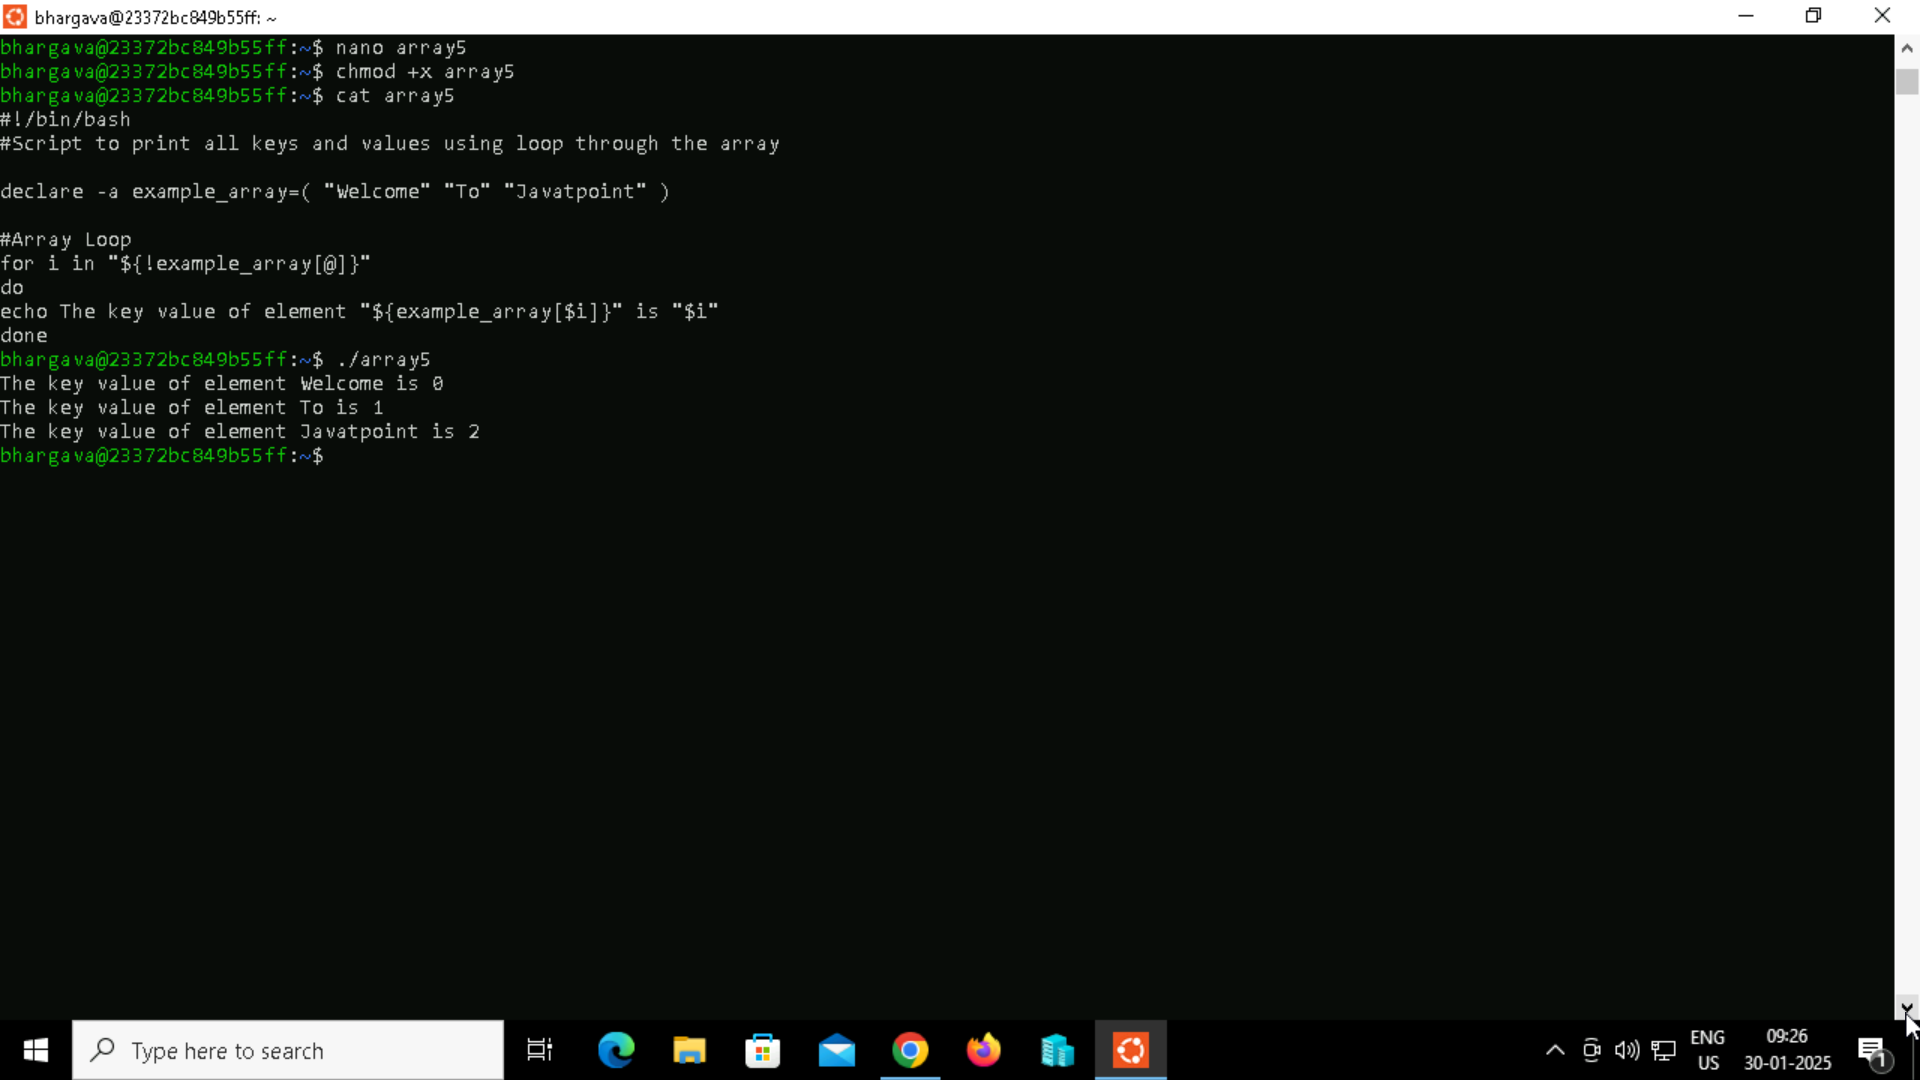 bhargava@23372bc849b55ff: ~
bhargava@23372bc849b55ff:~$ nano array5
bhargava@23372bc849b55ff:~$ chmod +x array5
bhargava@23372bc849b55ff:~$ cat array5
#!/bin/bash
#Script to print all keys and values using loop through the array
declare -a example_array=( "Welcome" "To" "Javatpoint" )
#Array Loop
for i in "${!example_array[@]}"
do
echo The key value of element "${example_array[$i]}" is "$i"
done
bhargava@23372bc849b55ff:~$ ./array5
The key value of element Welcome is 0
The key value of element To is 1
The key value of element Javatpoint is 2
bhargava@23372bc849b55ff:~$
Type here to search
ENG
US
09:26
30-01-2025
1